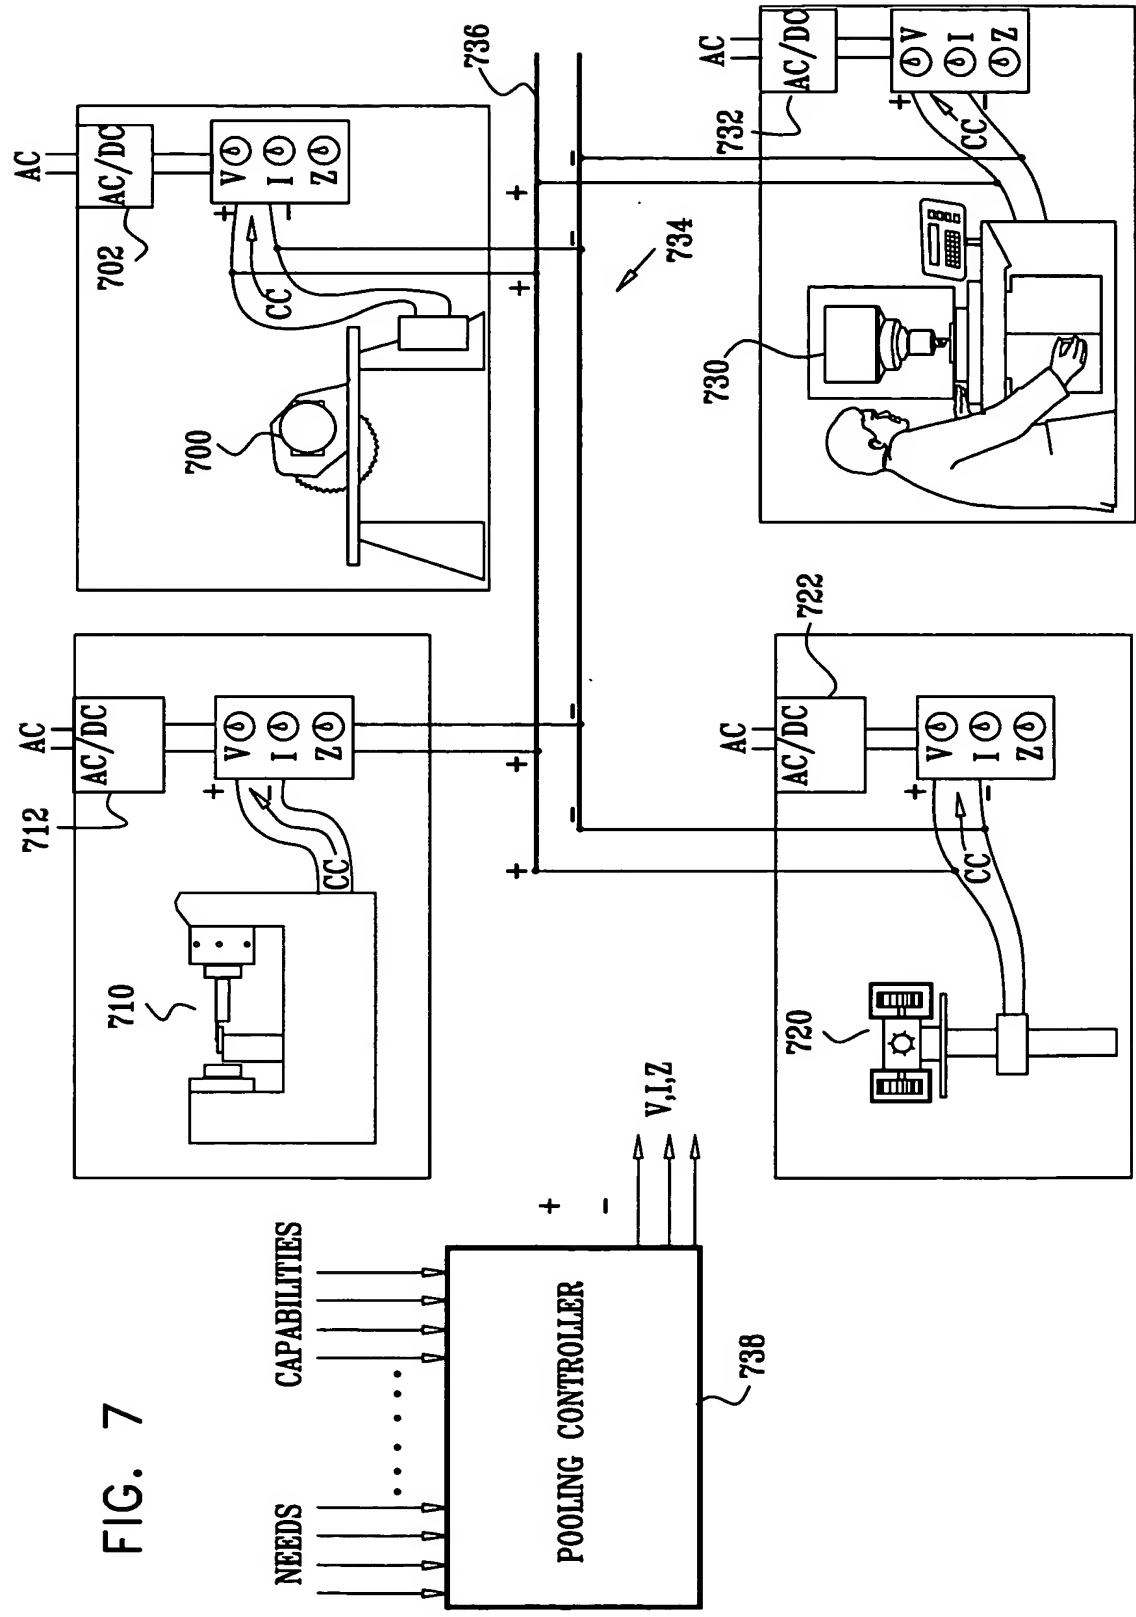 FIG. 7
NEEDS
CAPABILITIES
POOLING CONTROLLER
738
+
-
V,I,Z
710
712
AC
AC/DC
V
I
Z
+
-
CC
+
-
700
702
AC
AC/DC
V
I
Z
+
-
CC
+
-
736
734
+
-
+
-
720
722
AC
AC/DC
V
I
Z
+
-
CC
730
732
AC
AC/DC
V
I
Z
+
-
CC